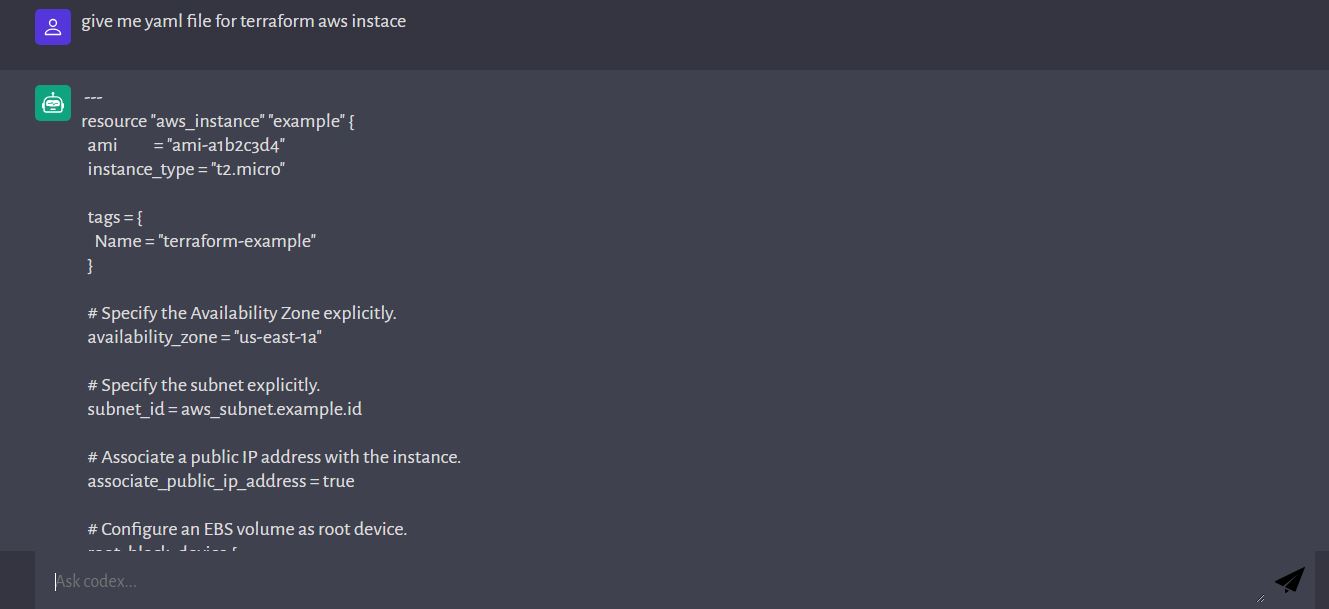 give me yaml file for terraform aws instace
---
resource "aws_instance" "example" {
ami = "ami-a1b2c3d4"
instance_type = "t2.micro"
tags = {
Name = "terraform-example"
}
# Specify the Availability Zone explicitly.
availability_zone = "us-east-1a"
# Specify the subnet explicitly.
subnet_id = aws_subnet.example.id
# Associate a public IP address with the instance.
associate_public_ip_address = true
# Configure an EBS volume as root device.
root_block_device {
Ask codex...